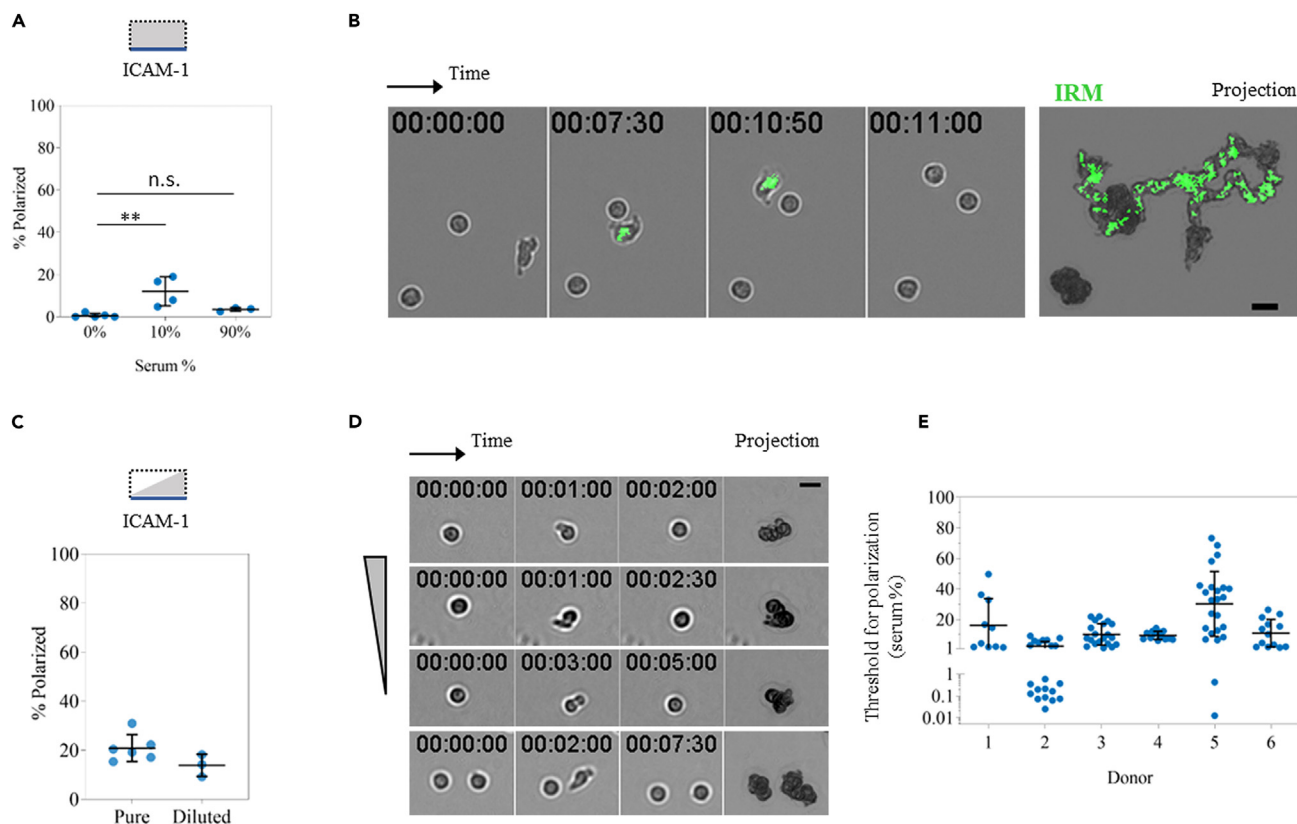 A
ICAM-1
100
80
60
40
20
0
% Polarized
n.s.
**
0% 10% 90%
Serum %
B
Time
00:00:00 00:07:30 00:10:50 00:11:00
IRM Projection
C
ICAM-1
100
80
60
40
20
0
% Polarized
Pure Diluted
D
Time Projection
00:00:00 00:01:00 00:02:00
00:00:00 00:01:00 00:02:30
00:00:00 00:03:00 00:05:00
00:00:00 00:02:00 00:07:30
E
Threshold for polarization
(serum %)
100
80
60
40
20
1
1
0.1
0.01
1 2 3 4 5 6
Donor